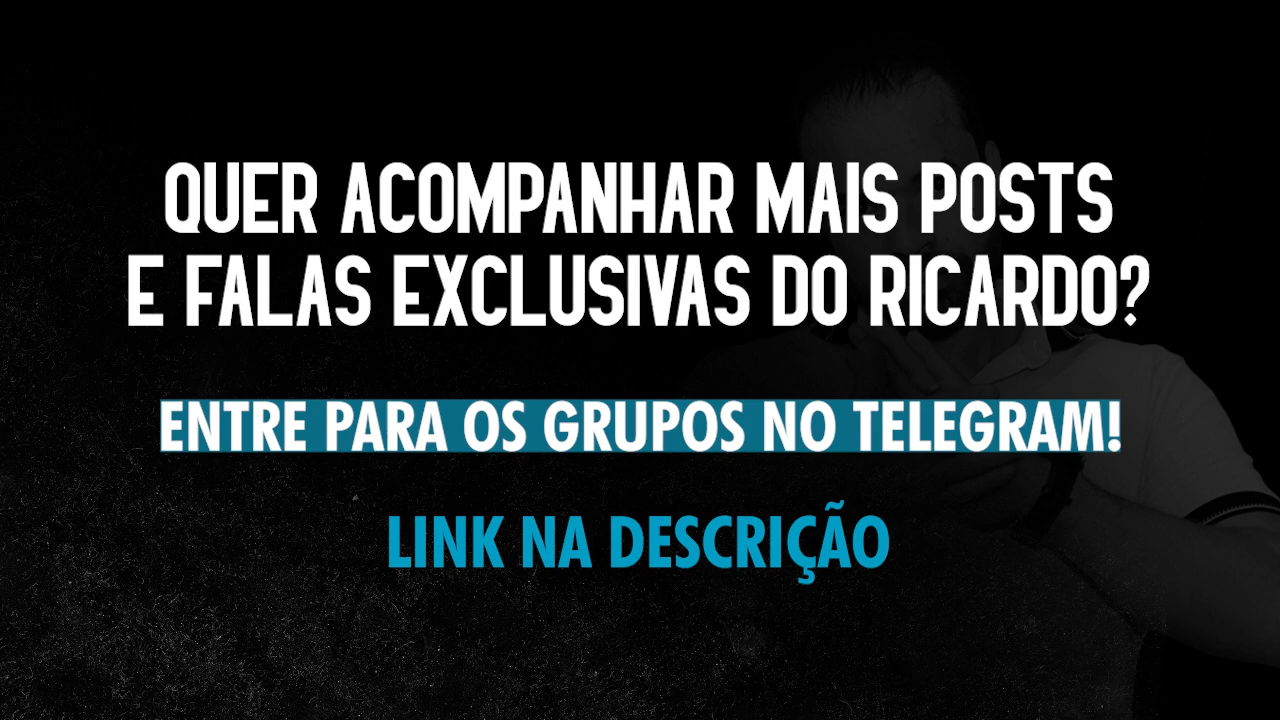 QUER ACOMPANHAR MAIS POSTS
E FALAS EXCLUSIVAS DO RICARDO?
ENTRE PARA OS GRUPOS NO TELEGRAM!
LINK NA DESCRIÇÃO